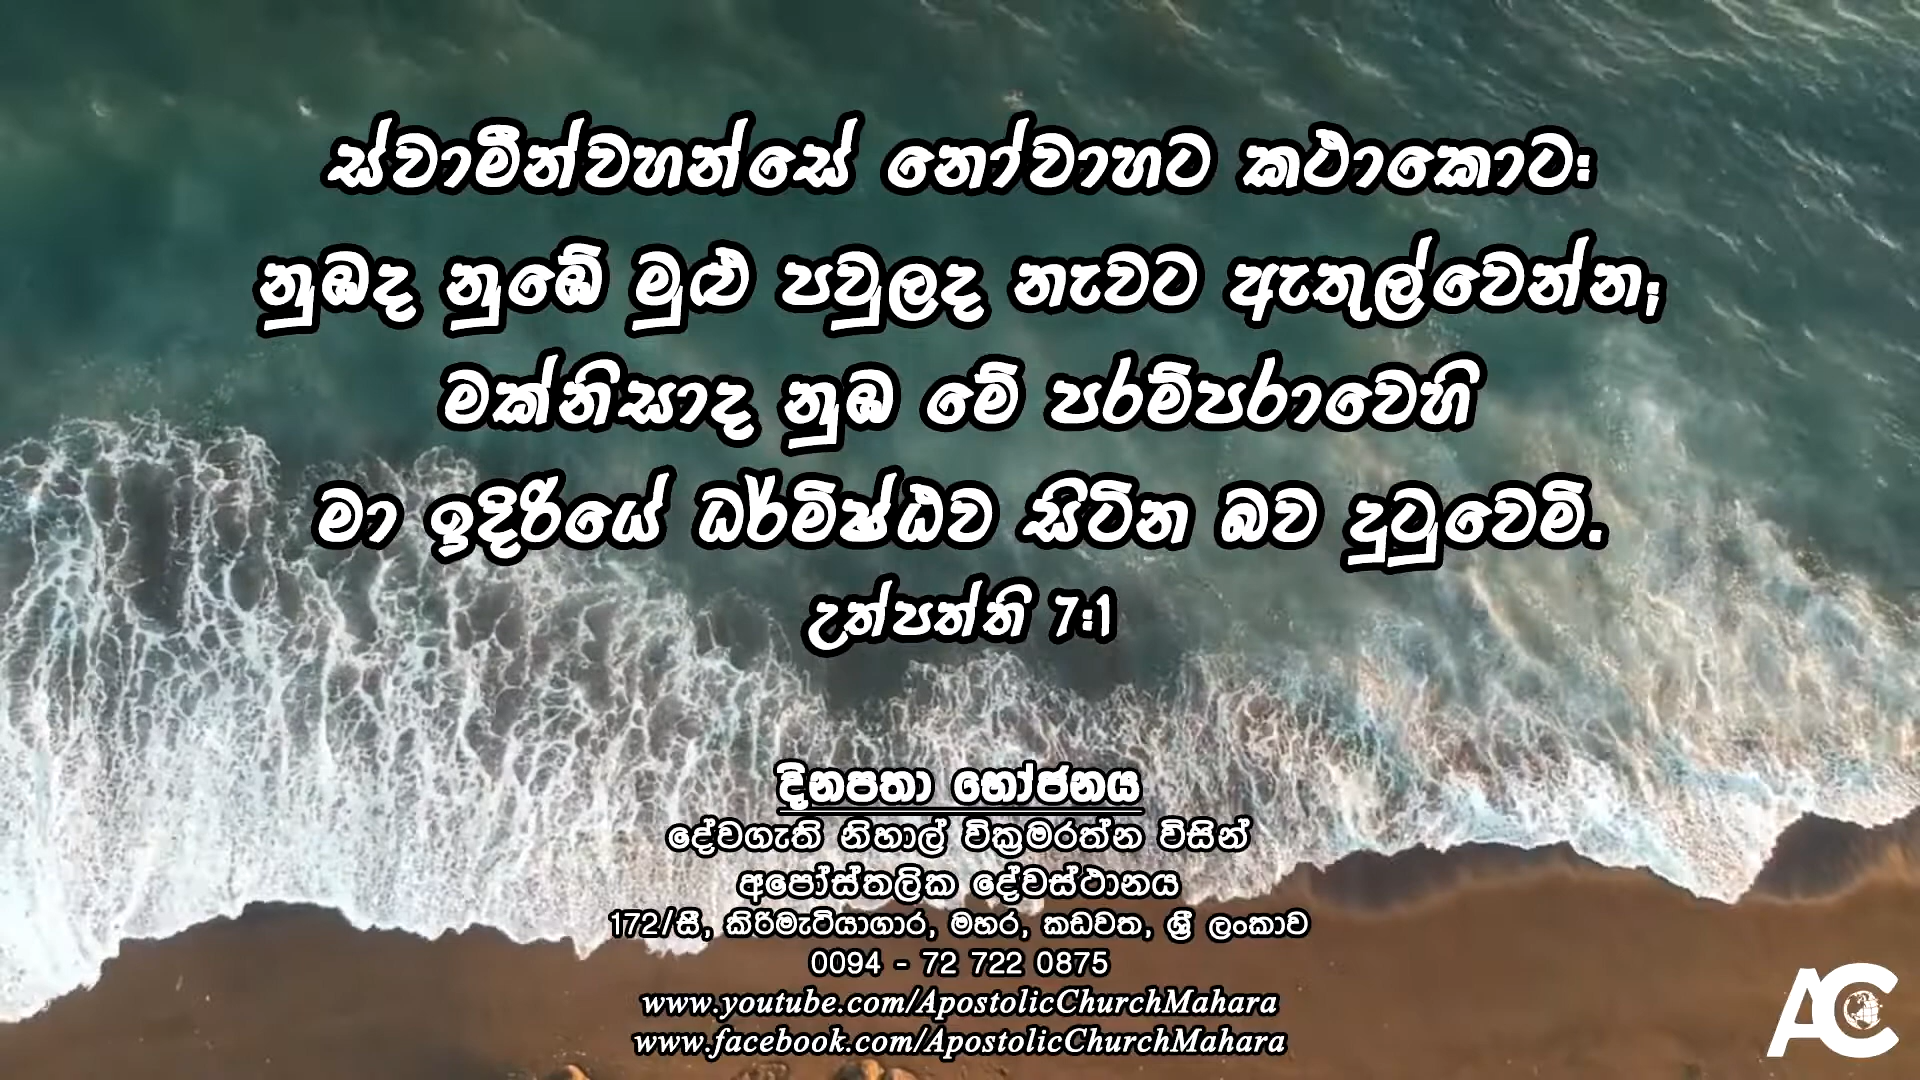 ස්වාමීන්වහන්සේ නෝවාහට කථාකොට:
නුඹද නුඹේ මුළු පවුලද නැවට ඇතුල්වෙන්න;
මක්නිසාද නුඹ මේ පරම්පරාවෙහි
මා ඉදිරියේ ධර්මිෂ්ඨව සිටින බව දුටුවෙමි.
උත්පත්ති 7:1
දිනපතා භෝජනය
දේවගැති නිහාල් වික්‍රමරත්න විසින්
අපෝස්තලික දේවස්ථානය
172/සී, කිරිමැටියාගාර, මහර, කඩවත, ශ්‍රී ලංකාව
0094 - 72 722 0875
www.youtube.com/ApostolicChurchMahara
www.facebook.com/ApostolicChurchMahara
AC